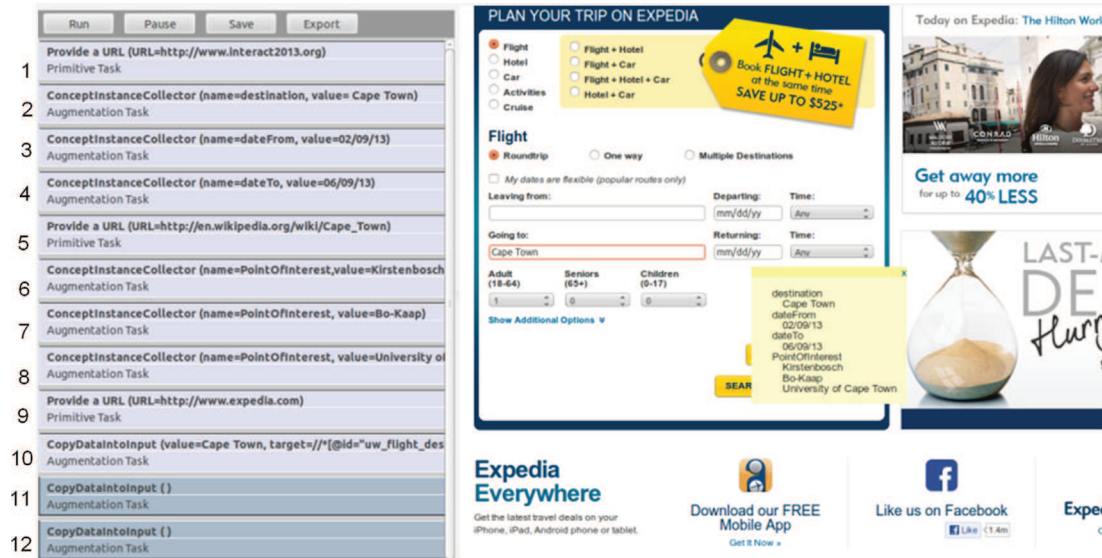 Run Pause Save Export
1 Provide a URL (URL=http://www.interact2013.org)
Primitive Task
2 ConceptInstanceCollector (name=destination, value= Cape Town)
Augmentation Task
3 ConceptInstanceCollector (name=dateFrom, value=02/09/13)
Augmentation Task
4 ConceptInstanceCollector (name=dateTo, value=06/09/13)
Augmentation Task
5 Provide a URL (URL=http://en.wikipedia.org/wiki/Cape_Town)
Primitive Task
6 ConceptInstanceCollector (name=PointOfInterest,value=Kirstenbosch
Augmentation Task
7 ConceptInstanceCollector (name=PointOfInterest, value=Bo-Kaap)
Augmentation Task
8 ConceptInstanceCollector (name=PointOfInterest, value=University of
Augmentation Task
9 Provide a URL (URL=http://www.expedia.com)
Primitive Task
10 CopyDataIntoInput (value=Cape Town, target=//*[@id="uw_flight_des
Augmentation Task
11 CopyDataIntoInput ( )
Augmentation Task
12 CopyDataIntoInput ( )
Augmentation Task
PLAN YOUR TRIP ON EXPEDIA
Flight
Hotel
Car
Activities
Cruise
Flight + Hotel
Flight + Car
Flight + Hotel + Car
Hotel + Car
+
Book FLIGHT + HOTEL
at the same time
SAVE UP TO $525*
Flight
Roundtrip One way Multiple Destinations
My dates are flexible (popular routes only)
Leaving from: Departing: Time:
mm/dd/yy Any
Going to: Returning: Time:
Cape Town mm/dd/yy Any
Adult Seniors Children
(18-64) (65+) (0-17)
1 0 0
Show Additional Options
SEAR
x
destination
Cape Town
dateFrom
02/09/13
dateTo
06/09/13
PointOfInterest
Kirstenbosch
Bo-Kaap
University of Cape Town
Today on Expedia: The Hilton Worl
CONRAD Hilton
Get away more
for up to 40% LESS
LAST-
DE
Hurr
Expedia
Everywhere
Get the latest travel deals on your
iPhone, iPad, Android phone or tablet.
Download our FREE
Mobile App
Get It Now »
Like us on Facebook
Like 1.4m
Exped